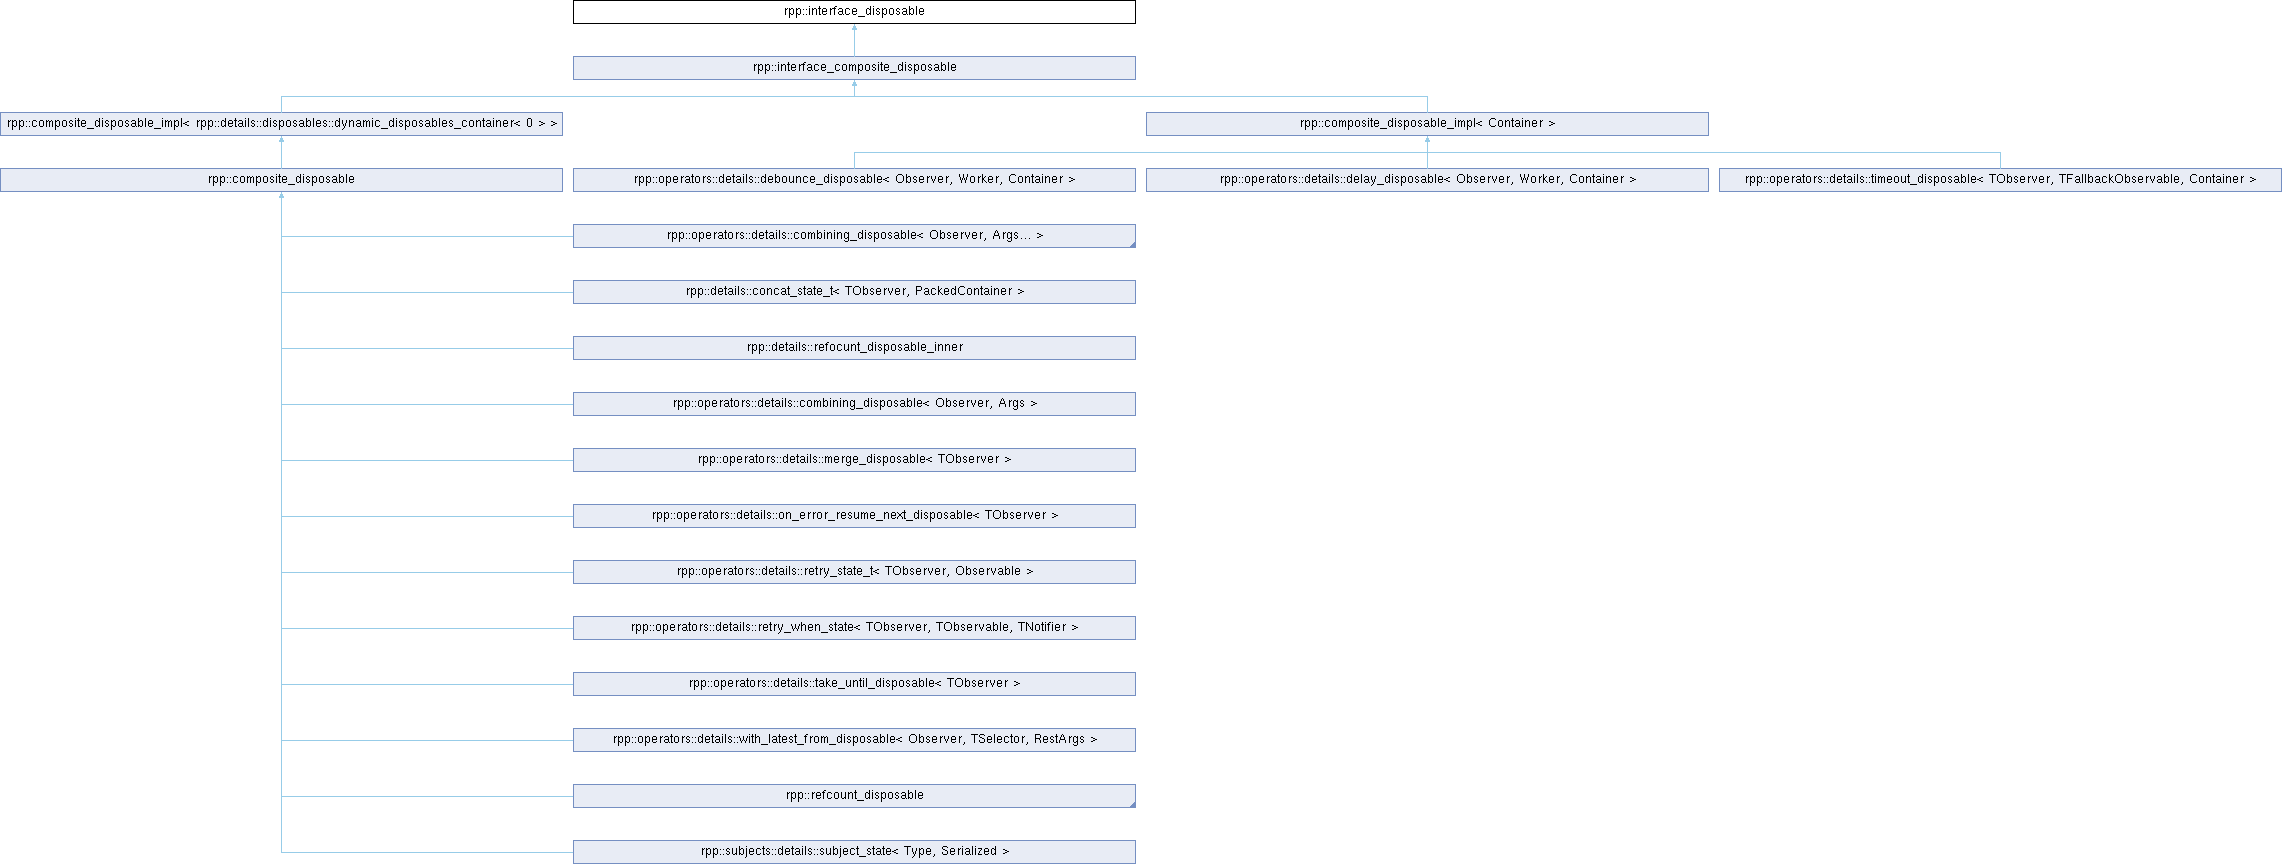 rpp::interface_disposable
rpp::interface_composite_disposable
rpp::composite_disposable_impl< rpp::details::disposables::dynamic_disposables_container< 0 > >
rpp::composite_disposable_impl< Container >
rpp::composite_disposable
rpp::operators::details::debounce_disposable< Observer, Worker, Container >
rpp::operators::details::delay_disposable< Observer, Worker, Container >
rpp::operators::details::timeout_disposable< TObserver, TFallbackObservable, Container >
rpp::operators::details::combining_disposable< Observer, Args... >
rpp::details::concat_state_t< TObserver, PackedContainer >
rpp::details::refocunt_disposable_inner
rpp::operators::details::combining_disposable< Observer, Args >
rpp::operators::details::merge_disposable< TObserver >
rpp::operators::details::on_error_resume_next_disposable< TObserver >
rpp::operators::details::retry_state_t< TObserver, Observable >
rpp::operators::details::retry_when_state< TObserver, TObservable, TNotifier >
rpp::operators::details::take_until_disposable< TObserver >
rpp::operators::details::with_latest_from_disposable< Observer, TSelector, RestArgs >
rpp::refcount_disposable
rpp::subjects::details::subject_state< Type, Serialized >